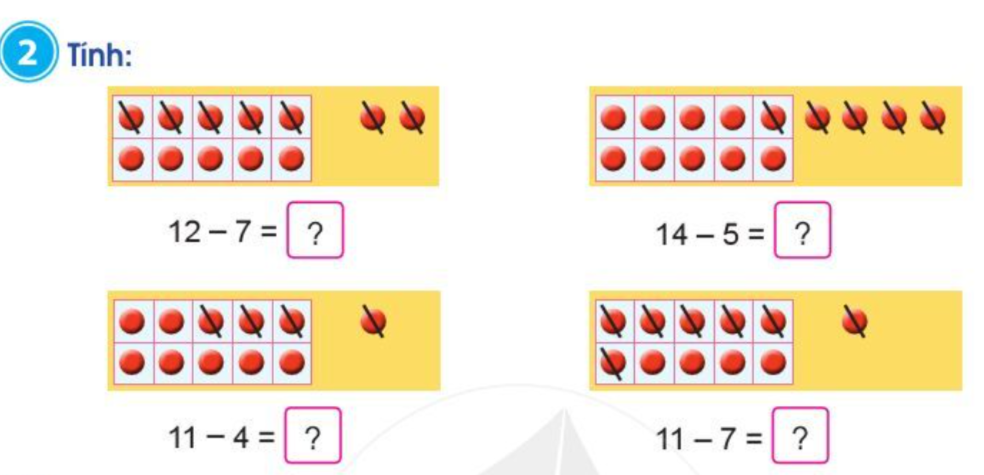 2 Tính:
12 – 7 = ?
14 – 5 = ?
11 – 4 = ?
11 – 7 = ?